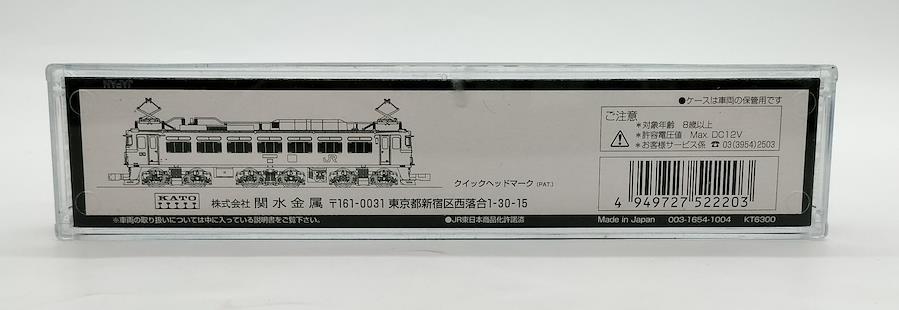 ●ケースは車両の保管用です
ご注意
*対象年齢 8歳以上
*許容電圧値 Max. DC12V
*お客様サービス係 ☎ 03(3954)2503
JR
クイックヘッドマーク (PAT.)
KATO
株式会社 関水金属 〒161-0031 東京都新宿区西落合1-30-15
4 949727 522203
*車両の取り扱いについては中に入っている説明書をご覧下さい。
●JR東日本商品化許諾済
Made in Japan 003-1654-1004 KT6300